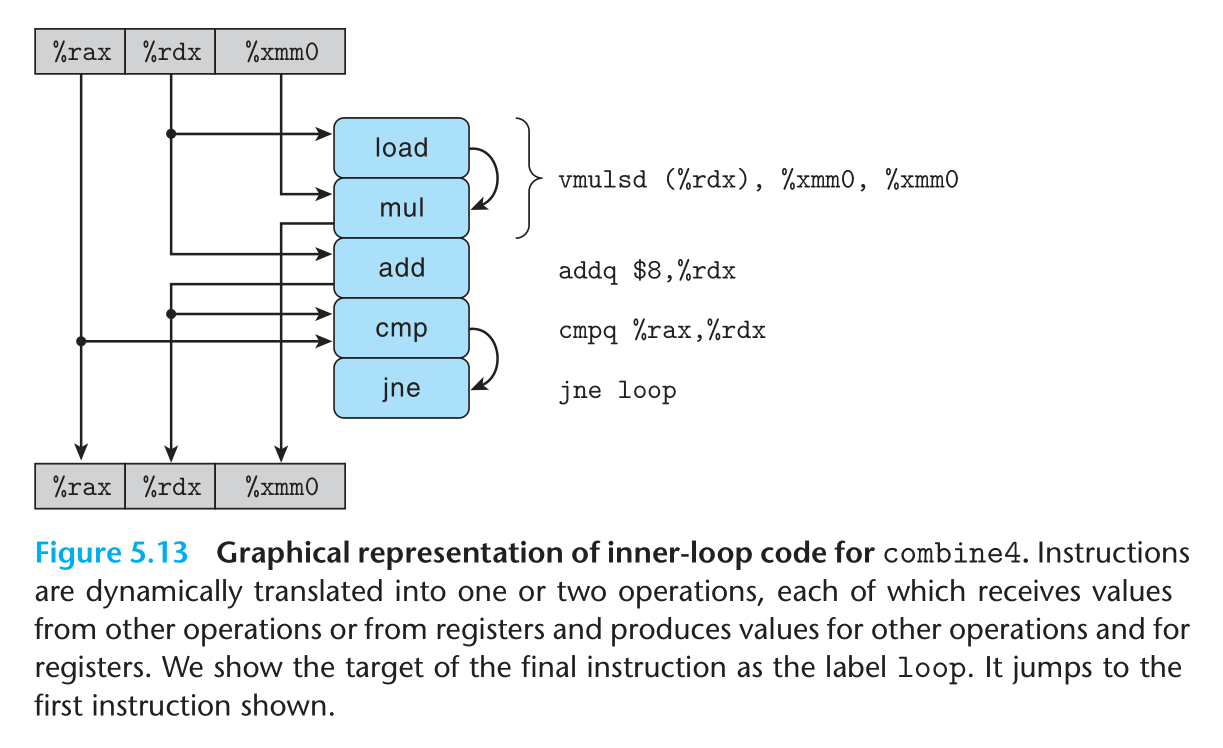 %rax %rdx %xmm0
load
mul
vmulsd (%rdx), %xmm0, %xmm0
add
addq $8,%rdx
cmp
cmpq %rax,%rdx
jne
jne loop
%rax %rdx %xmm0
Figure 5.13 Graphical representation of inner-loop code for combine4. Instructions
are dynamically translated into one or two operations, each of which receives values
from other operations or from registers and produces values for other operations and for
registers. We show the target of the final instruction as the label loop. It jumps to the
first instruction shown.